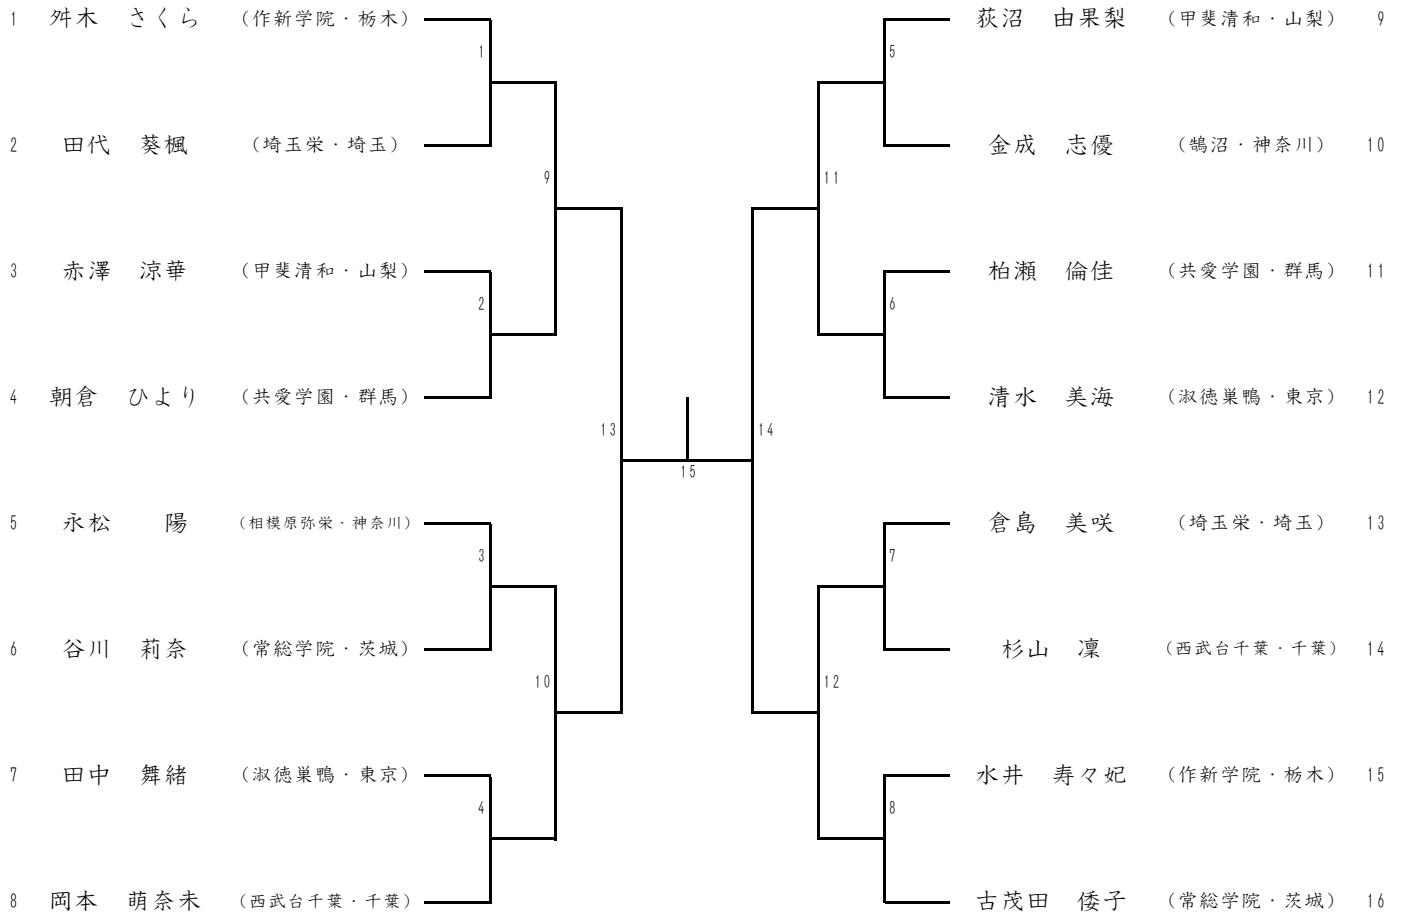 1 舛木 さくら (作新学院・栃木)
1
2 田代 葵楓 (埼玉栄・埼玉)
9
3 赤澤 涼華 (甲斐清和・山梨)
2
4 朝倉 ひより (共愛学園・群馬)
13
5 永松 陽 (相模原弥栄・神奈川)
3
6 谷川 莉奈 (常総学院・茨城)
10
7 田中 舞緒 (淑徳巣鴨・東京)
4
8 岡本 萌奈未 (西武台千葉・千葉)
15
荻沼 由果梨 (甲斐清和・山梨) 9
5
金成 志優 (鵠沼・神奈川) 10
11
柏瀬 倫佳 (共愛学園・群馬) 11
6
清水 美海 (淑徳巣鴨・東京) 12
14
倉島 美咲 (埼玉栄・埼玉) 13
7
杉山 凜 (西武台千葉・千葉) 14
12
水井 寿々妃 (作新学院・栃木) 15
8
古茂田 倭子 (常総学院・茨城) 16